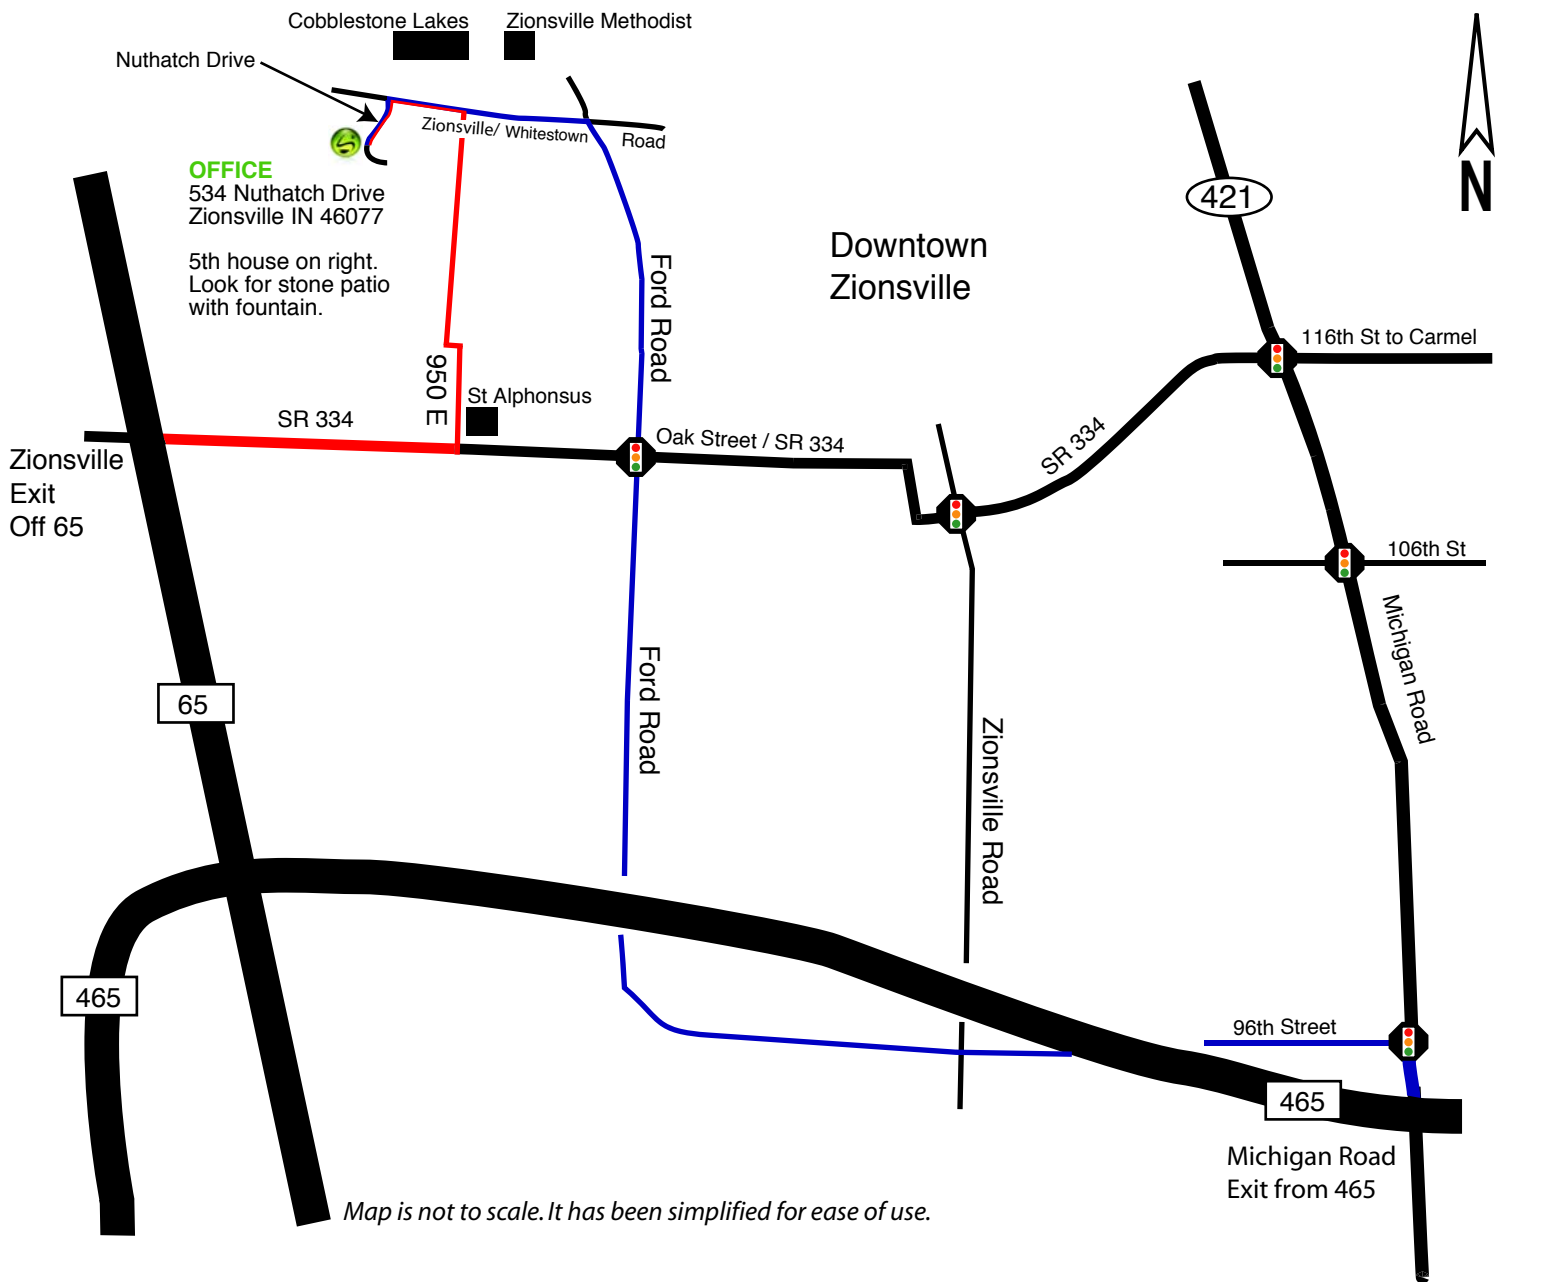 Cobblestone Lakes
Zionsville Methodist
Nuthatch Drive
Zionsville/ Whitestown
Road
OFFICE
534 Nuthatch Drive
Zionsville IN 46077
5th house on right.
Look for stone patio
with fountain.
N
421
Downtown
Zionsville
Ford Road
116th St to Carmel
950 E
St Alphonsus
SR 334
Oak Street / SR 334
SR 334
Zionsville
Exit
Off 65
106th St
Michigan Road
Ford Road
65
Zionsville Road
465
96th Street
465
Michigan Road
Exit from 465
Map is not to scale. It has been simplified for ease of use.